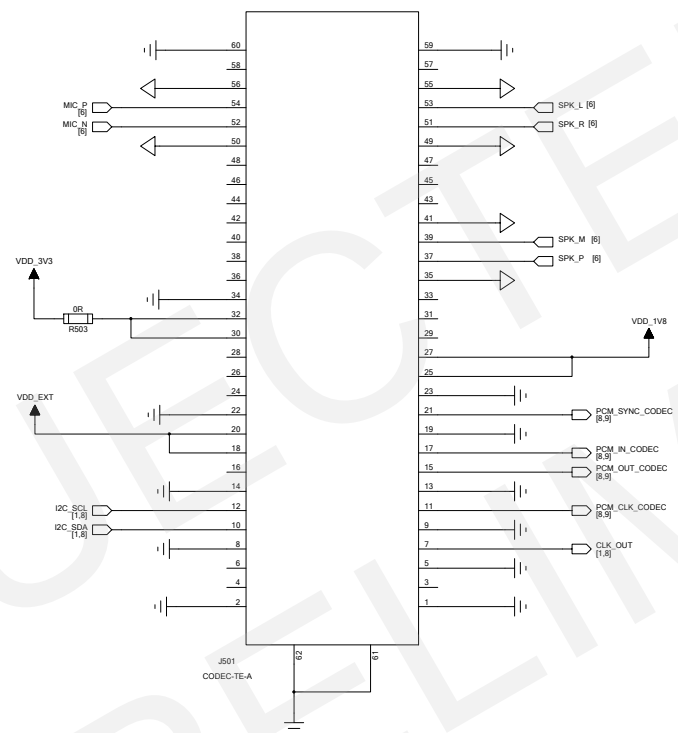 60 59
58 57
56 55
MIC_P
[6]
54 53
SPK_L [6]
MIC_N
[6]
52 51
SPK_R [6]
50 49
48 47
46 45
44 43
42 41
40 39
SPK_M [6]
38 37
SPK_P [6]
VDD_3V3
36 35
34 33
0R
R503
32 31
VDD_1V8
30 29
28 27
26 25
24 23
VDD_EXT
22 21
PCM_SYNC_CODEC
[8,9]
20 19
18 17
PCM_IN_CODEC
[8,9]
16 15
PCM_OUT_CODEC
[8,9]
14 13
I2C_SCL
[1,8]
12 11
PCM_CLK_CODEC
[8,9]
I2C_SDA
[1,8]
10 9
8 7
CLK_OUT
[1,8]
6 5
4 3
2 1
62 61
J501
CODEC-TE-A